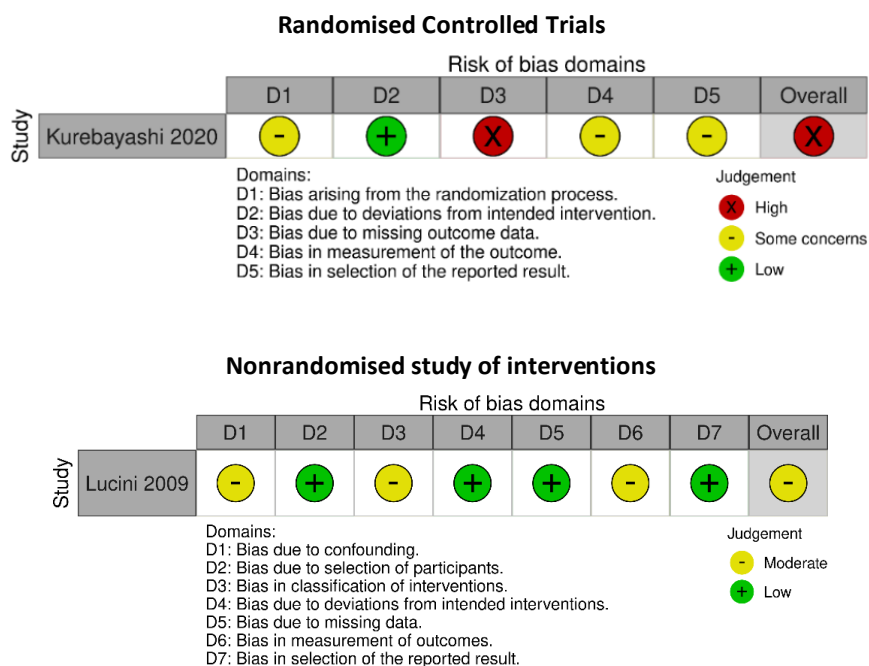 Randomised Controlled Trials
Risk of bias domains
D1 D2 D3 D4 D5 Overall
Study
Kurebayashi 2020 - + X - - X
Domains:
D1: Bias arising from the randomization process.
D2: Bias due to deviations from intended intervention.
D3: Bias due to missing outcome data.
D4: Bias in measurement of the outcome.
D5: Bias in selection of the reported result.
Judgement
X High
- Some concerns
+ Low
Nonrandomised study of interventions
Risk of bias domains
D1 D2 D3 D4 D5 D6 D7 Overall
Study
Lucini 2009 - + - + + - + -
Domains:
D1: Bias due to confounding.
D2: Bias due to selection of participants.
D3: Bias in classification of interventions.
D4: Bias due to deviations from intended interventions.
D5: Bias due to missing data.
D6: Bias in measurement of outcomes.
D7: Bias in selection of the reported result.
Judgement
- Moderate
+ Low